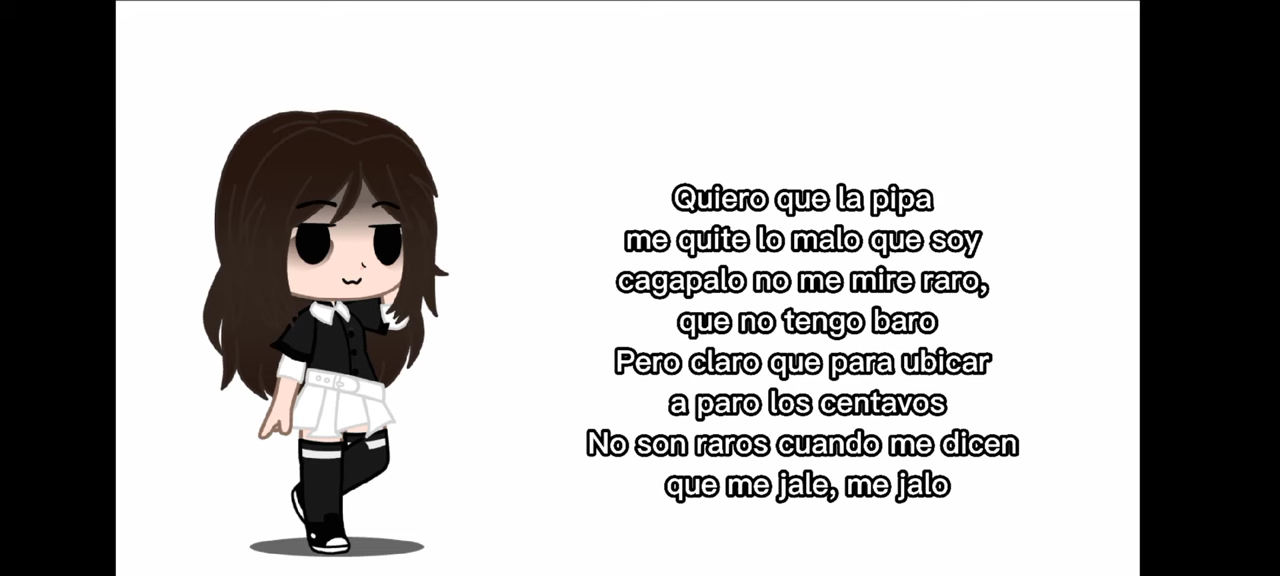 Quiero que la pipa
me quite lo malo que soy
cagapalo no me mire raro,
que no tengo baro
Pero claro que para ubicar
a paro los centavos
No son raros cuando me dicen
que me jale, me jalo